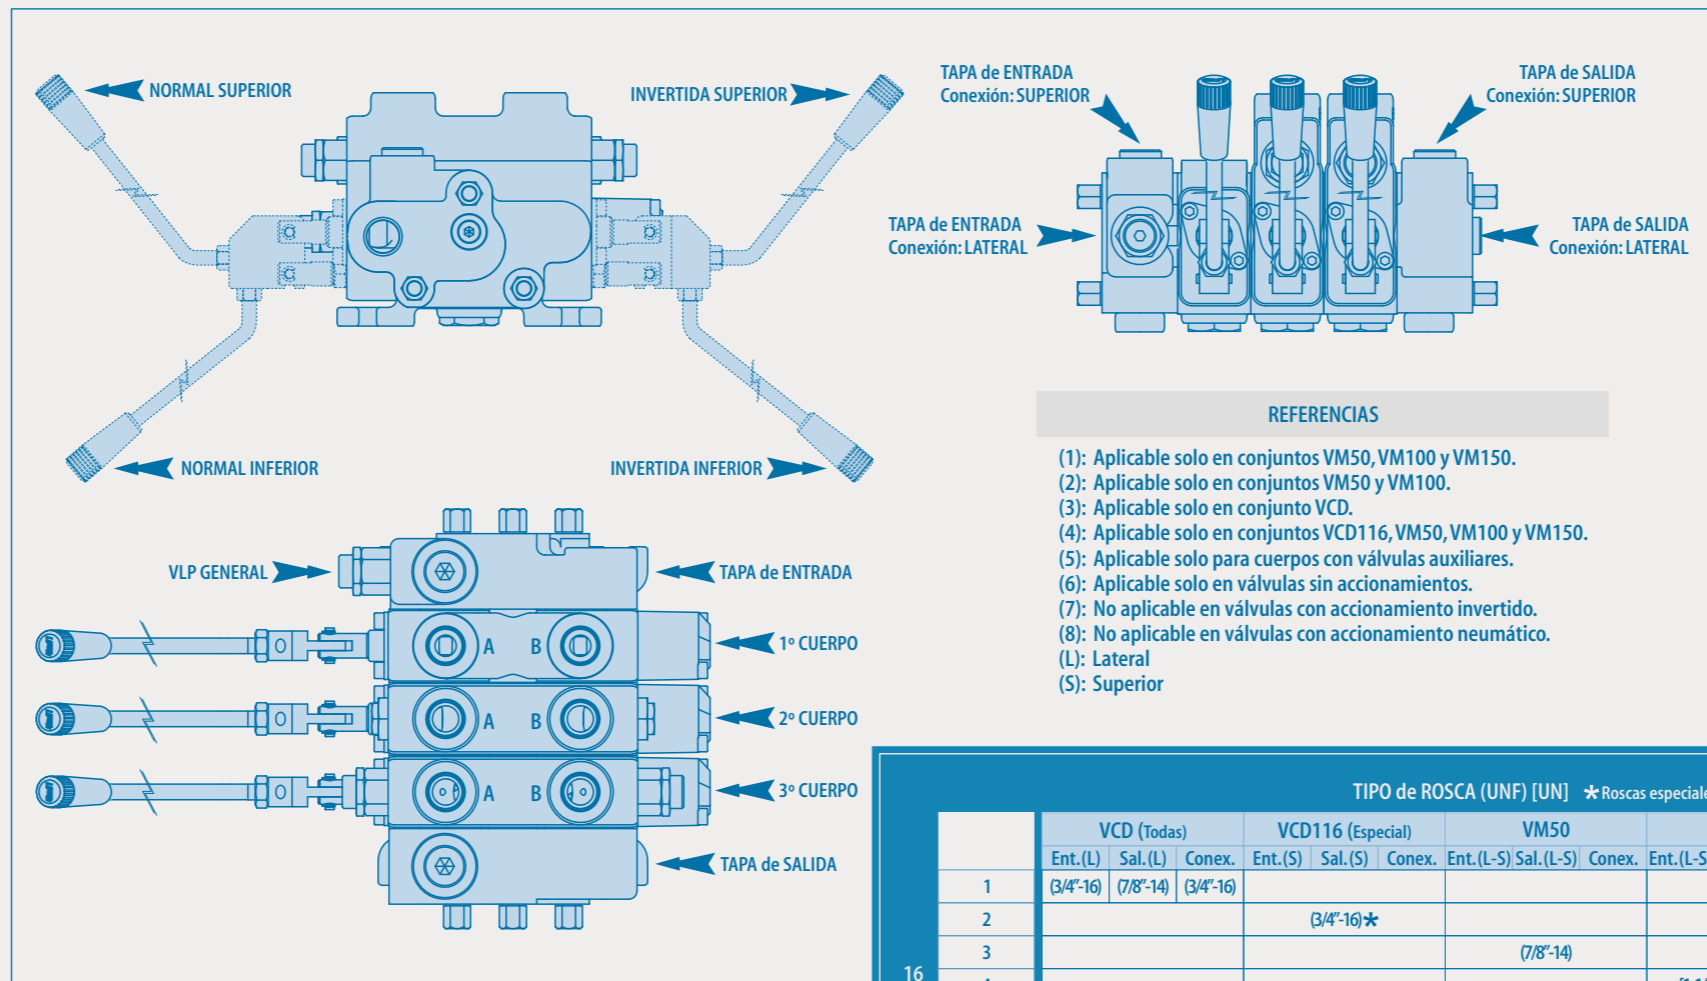 NORMAL SUPERIOR
INVERTIDA SUPERIOR
NORMAL INFERIOR
INVERTIDA INFERIOR
TAPA de ENTRADA
Conexión: SUPERIOR
TAPA de SALIDA
Conexión: SUPERIOR
TAPA de ENTRADA
Conexión: LATERAL
TAPA de SALIDA
Conexión: LATERAL
VLP GENERAL
TAPA de ENTRADA
A B
1º CUERPO
A B
2º CUERPO
A B
3º CUERPO
TAPA de SALIDA
REFERENCIAS
(1): Aplicable solo en conjuntos VM50, VM100 y VM150.
(2): Aplicable solo en conjuntos VM50 y VM100.
(3): Aplicable solo en conjunto VCD.
(4): Aplicable solo en conjuntos VCD116, VM50, VM100 y VM150.
(5): Aplicable solo para cuerpos con válvulas auxiliares.
(6): Aplicable solo en válvulas sin accionamientos.
(7): No aplicable en válvulas con accionamiento invertido.
(8): No aplicable en válvulas con accionamiento neumático.
(L): Lateral
(S): Superior
TIPO de ROSCA (UNF) [UN] ★Roscas especiale
VCD (Todas) VCD116 (Especial) VM50
Ent.(L) Sal.(L) Conex. Ent.(S) Sal.(S) Conex. Ent.(L-S) Sal.(L-S) Conex. Ent.(L-S
1 (3/4"-16) (7/8"-14) (3/4"-16)
2 (3/4"-16)★
3 (7/8"-14)
16